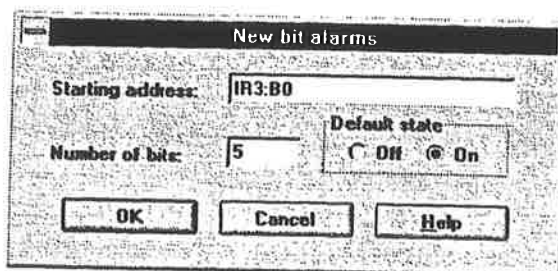 New bit alarms
Starting address: IR3:B0
Default state
Number of bits: 5 Off On
OK Cancel Help